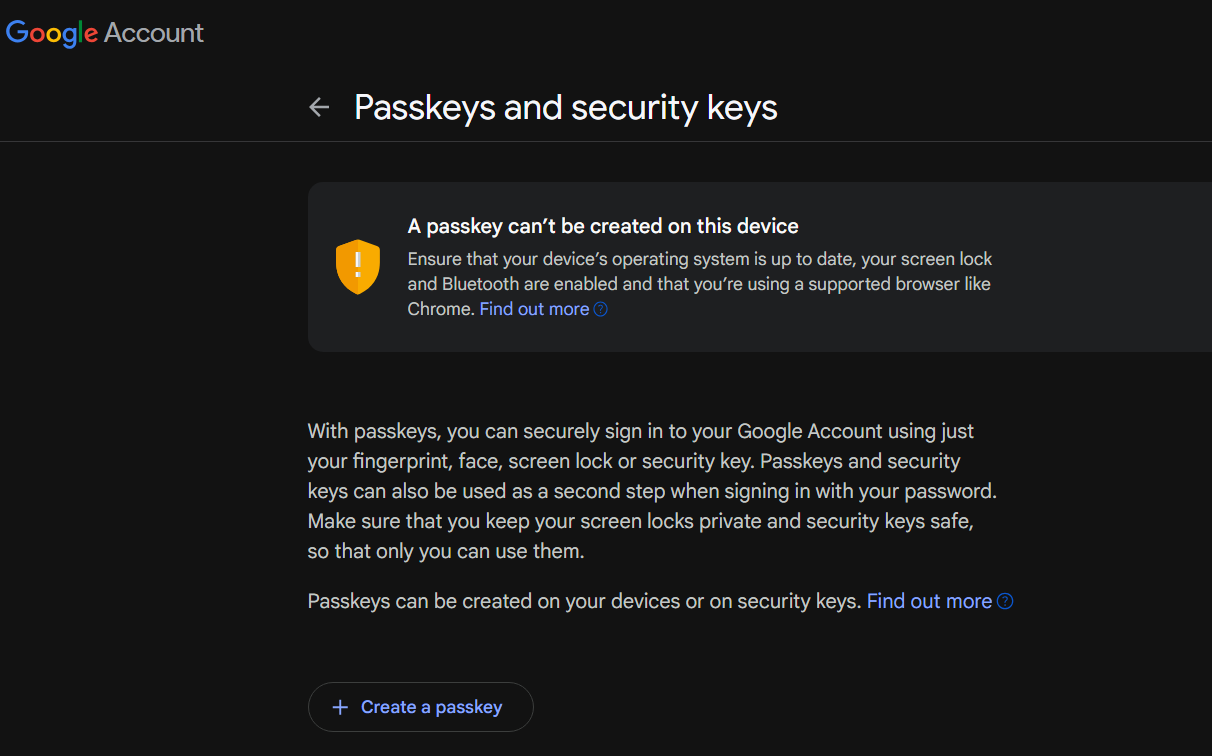 Google Account
Passkeys and security keys
A passkey can’t be created on this device
Ensure that your device’s operating system is up to date, your screen lock
and Bluetooth are enabled and that you’re using a supported browser like
Chrome. Find out more
With passkeys, you can securely sign in to your Google Account using just
your fingerprint, face, screen lock or security key. Passkeys and security
keys can also be used as a second step when signing in with your password.
Make sure that you keep your screen locks private and security keys safe,
so that only you can use them.
Passkeys can be created on your devices or on security keys. Find out more
Create a passkey